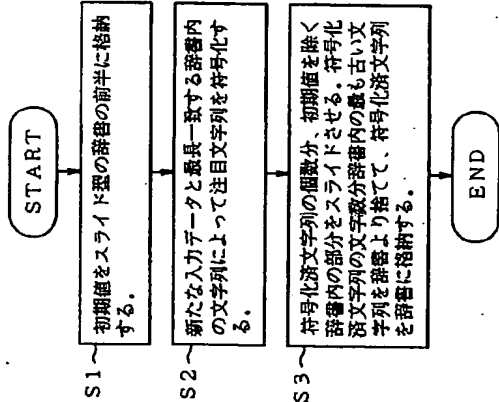 START
S1
初期値をスライド型の辞書の前半に格納
する。
S2
新たな入力データと最長一致する辞書内
の文字列によって注目文字列を符号化す
る。
S3
符号化済文字列の個数分、初期値を除く
辞書内の部分をスライドさせる。符号化
済文字列の文字数分辞書内の最も古い文
字列を辞書より捨てて、符号化済文字列
を辞書に格納する。
END